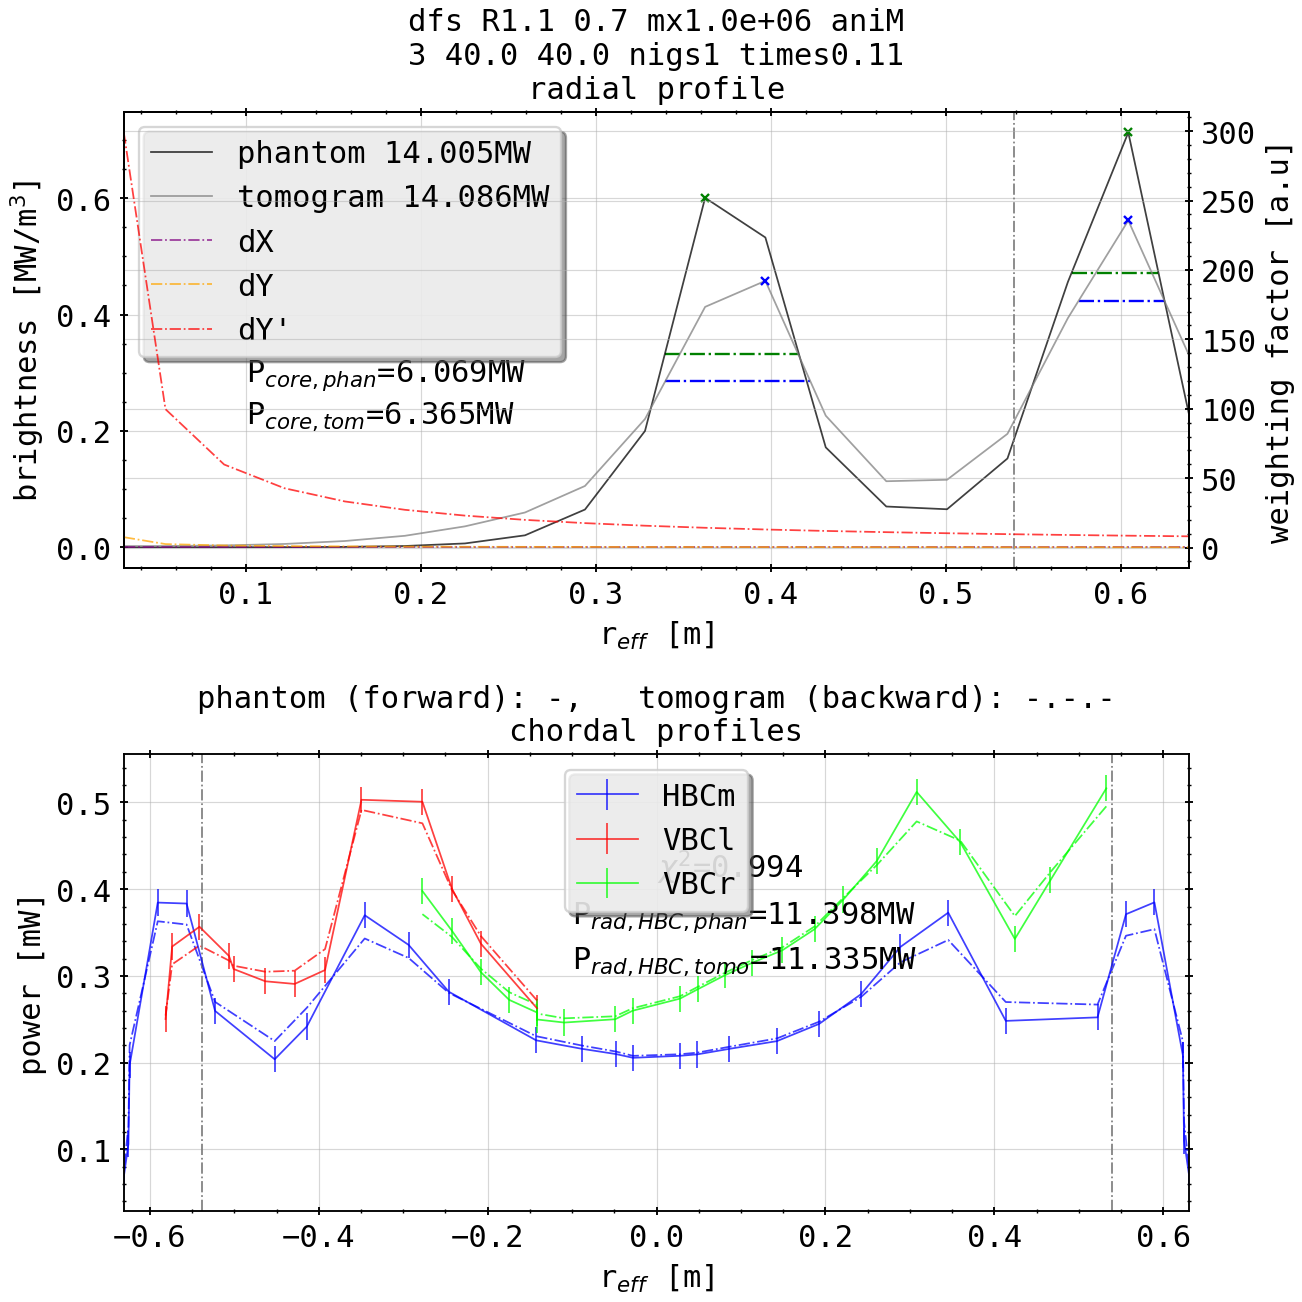 dfs R1.1 0.7 mx1.0e+06 aniM
3 40.0 40.0 nigs1 times0.11
radial profile
phantom 14.005MW
tomogram 14.086MW
dX
dY
dY'
P_core,phan=6.069MW
P_core,tom=6.365MW
brightness [MW/m³]
0.6
0.4
0.2
0.0
weighting factor [a.u]
300
250
200
150
100
50
0
0.1 0.2 0.3 0.4 0.5 0.6
r_eff [m]
phantom (forward): -,   tomogram (backward): -.-.-
chordal profiles
HBCm
VBCl
VBCr
χ²=0.994
P_rad,HBC,phan=11.398MW
P_rad,HBC,tomo=11.335MW
power [mW]
0.5
0.4
0.3
0.2
0.1
−0.6 −0.4 −0.2 0.0 0.2 0.4 0.6
r_eff [m]